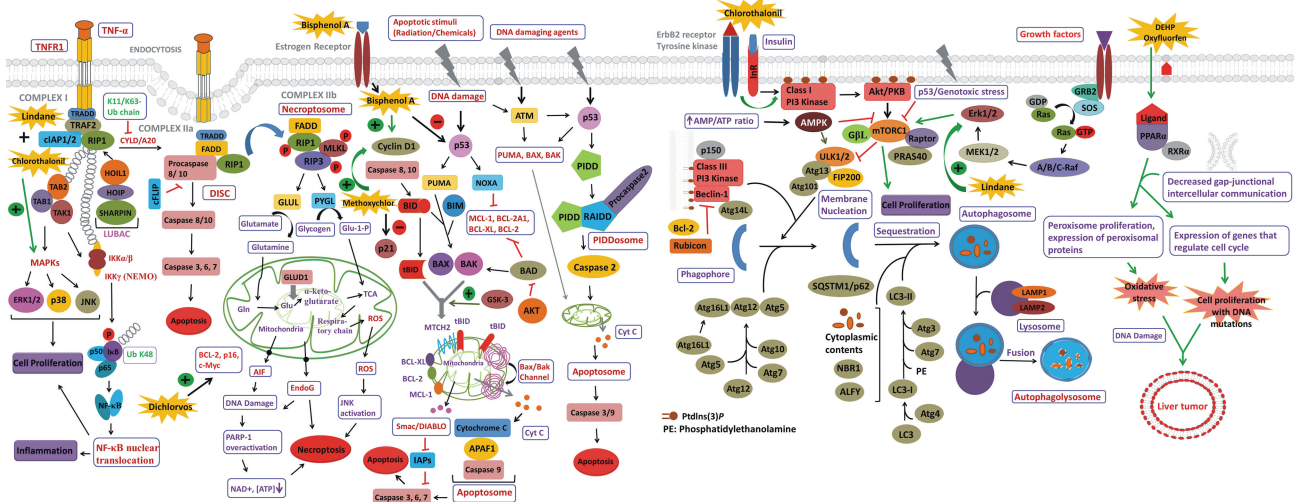 TNFR1
TNF-α
ENDOCYTOSIS
COMPLEX I
Lindane
+
Chlorothalonil
cIAP1/2
TRADD
TRAF2
RIP1
K11/K63-
Ub chain
CYLD/A20
COMPLEX IIa
TRADD
FADD
RIP1
Procaspase
8/ 10
DISC
cFLIP
Caspase 8/10
Caspase 3, 6, 7
Apoptosis
TAB2
TAB1
TAK1
HOIL1
HOIP
SHARPIN
LUBAC
IKKα/β
IKKγ (NEMO)
+
MAPKs
ERK1/2
p38
JNK
Cell Proliferation
Inflammation
P
p50
IκB
p65
Ub K48
NF-κB
NF-κB nuclear
translocation
Dichlorvos
+
BCL-2, p16,
c-Myc
COMPLEX IIb
Necroptosome
FADD
RIP1
RIP3
MLKL
P
P
P
P
GLUL
PYGL
Glutamate
Glycogen
Glu-1-P
Glutamine
GLUD1
Gln
Glu
α-keto-
glutarate
TCA
Respira-
tory chain
ROS
Mitochondria
AIF
EndoG
ROS
DNA Damage
JNK
activation
PARP-1
overactivation
NAD+, [ATP]
Necroptosis
Bisphenol A
Estrogen Receptor
Bisphenol A
+
Cyclin D1
+
Methoxychlor
−
p21
Apoptotic stimuli
(Radiation/Chemicals)
DNA damage
−
p53
Caspase 8, 10
PUMA
NOXA
BID
BIM
MCL-1, BCL-2A1,
BCL-XL, BCL-2
tBID
BAX
BAK
BAD
+
GSK-3
AKT
MTCH2
tBID
tBID
BCL-XL
BCL-2
MCL-1
Mitochondria
Bax/Bak
Channel
Smac/DIABLO
Cytochrome C
Cyt C
APAF1
Apoptosis
IAPs
Caspase 9
Caspase 3, 6, 7
Apoptosome
DNA damaging agents
ATM
p53
PUMA, BAX, BAK
PIDD
PIDD
RAIDD
Procaspase2
PIDDosome
Caspase 2
Cyt C
Apoptosome
Caspase 3/9
Apoptosis
Chlorothalonil
ErbB2 receptor
Tyrosine kinase
Insulin
InR
Class I
PI3 Kinase
Akt/PKB
p53/Genotoxic stress
AMP/ATP ratio
AMPK
GβL
mTORC1
Raptor
PRAS40
ULK1/2
Atg13
FIP200
Atg101
p150
Class III
PI3 Kinase
Beclin-1
Atg14L
Bcl-2
Rubicon
Membrane
Nucleation
Cell Proliferation
Phagophore
Sequestration
Autophagosome
Atg16L1
Atg12
Atg5
Atg16L1
Atg5
Atg10
Atg7
Atg12
SQSTM1/p62
Cytoplasmic
contents
NBR1
ALFY
LC3-II
Atg3
Atg7
PE
LC3-I
Atg4
LC3
LAMP1
LAMP2
Lysosome
Fusion
Autophagolysosome
PtdIns(3)P
PE: Phosphatidylethanolamine
Growth factors
GRB2
SOS
GDP
Ras
Ras
GTP
Erk1/2
MEK1/2
A/B/C-Raf
+
Lindane
DEHP
Oxyfluorfen
Ligand
PPARα
RXRα
Decreased gap-junctional
intercellular communication
Peroxisome proliferation,
expression of peroxisomal
proteins
Expression of genes that
regulate cell cycle
Oxidative
stress
Cell proliferation
with DNA
mutations
DNA Damage
Liver tumor